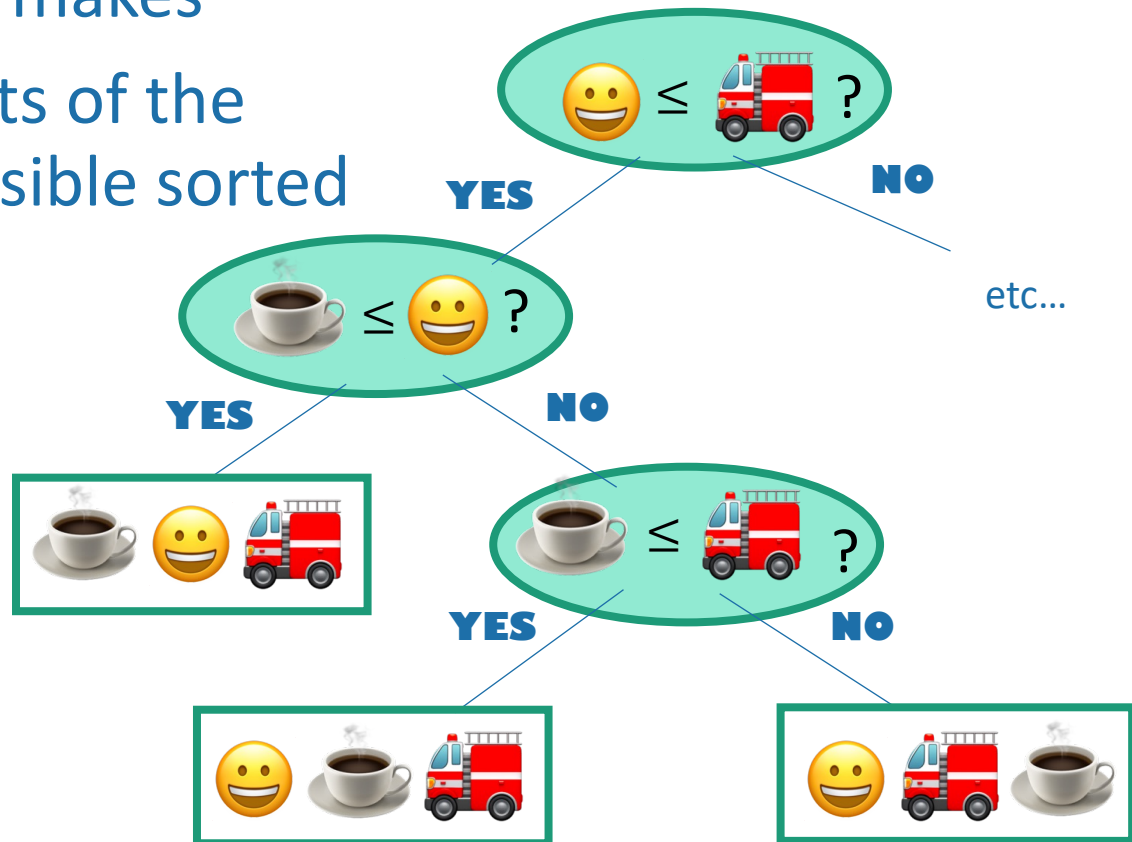 makes
ts of the
sible sorted
😀 ≤ 🚒 ?
YES
NO
☕ ≤ 😀 ?
etc...
YES
NO
☕ ≤ 🚒 ?
YES
NO